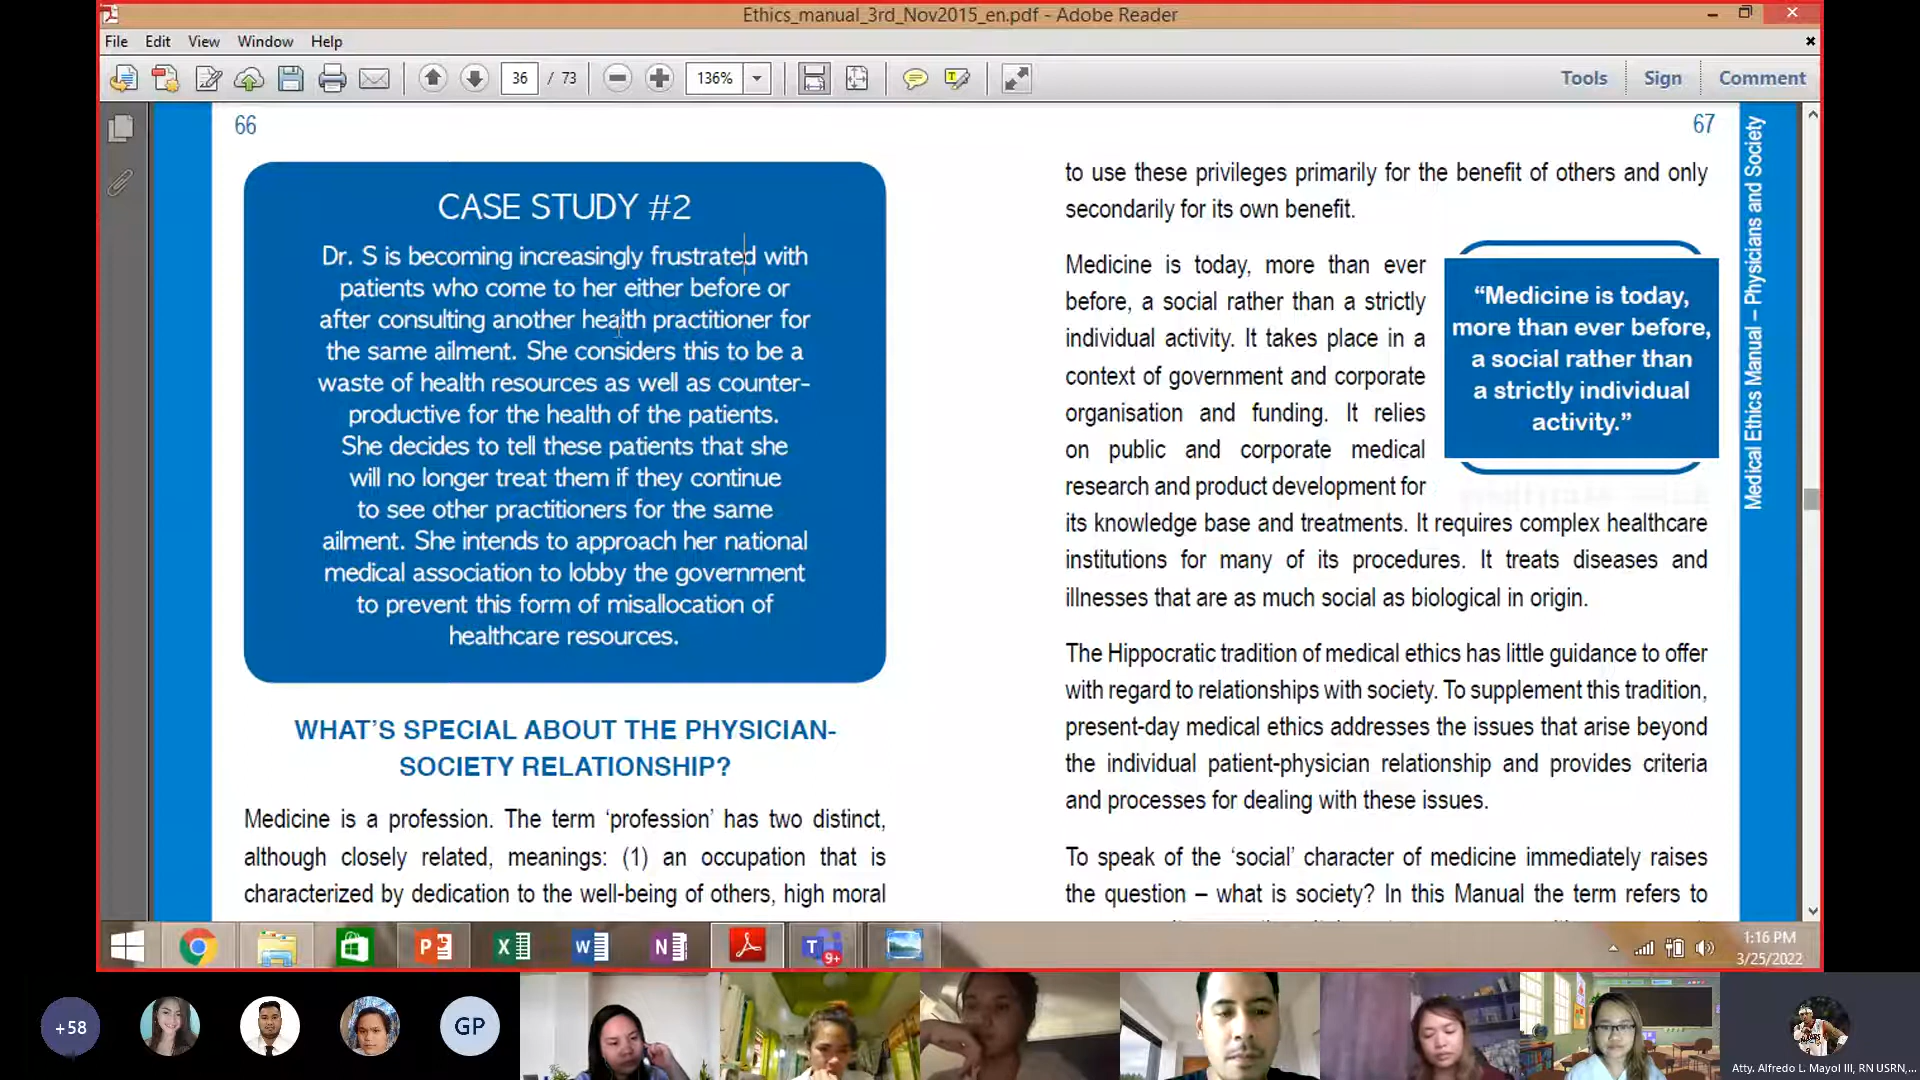 Ethics_manual_3rd_Nov2015_en.pdf - Adobe Reader
File Edit View Window Help
36 / 73 136% Tools Sign Comment
66
CASE STUDY #2
Dr. S is becoming increasingly frustrated with
patients who come to her either before or
after consulting another health practitioner for
the same ailment. She considers this to be a
waste of health resources as well as counter-
productive for the health of the patients.
She decides to tell these patients that she
will no longer treat them if they continue
to see other practitioners for the same
ailment. She intends to approach her national
medical association to lobby the government
to prevent this form of misallocation of
healthcare resources.
WHAT'S SPECIAL ABOUT THE PHYSICIAN-
SOCIETY RELATIONSHIP?
Medicine is a profession. The term ‘profession’ has two distinct,
although closely related, meanings: (1) an occupation that is
characterized by dedication to the well-being of others, high moral
67
to use these privileges primarily for the benefit of others and only
secondarily for its own benefit.
Medicine is today, more than ever
before, a social rather than a strictly
individual activity. It takes place in a
context of government and corporate
organisation and funding. It relies
on public and corporate medical
research and product development for
its knowledge base and treatments. It requires complex healthcare
institutions for many of its procedures. It treats diseases and
illnesses that are as much social as biological in origin.
“Medicine is today,
more than ever before,
a social rather than
a strictly individual
activity.”
The Hippocratic tradition of medical ethics has little guidance to offer
with regard to relationships with society. To supplement this tradition,
present-day medical ethics addresses the issues that arise beyond
the individual patient-physician relationship and provides criteria
and processes for dealing with these issues.
To speak of the ‘social’ character of medicine immediately raises
the question – what is society? In this Manual the term refers to
Medical Ethics Manual – Physicians and Society
9+
1:16 PM
3/25/2022
+58
GP
Atty. Alfredo L. Mayol III, RN USRN,...